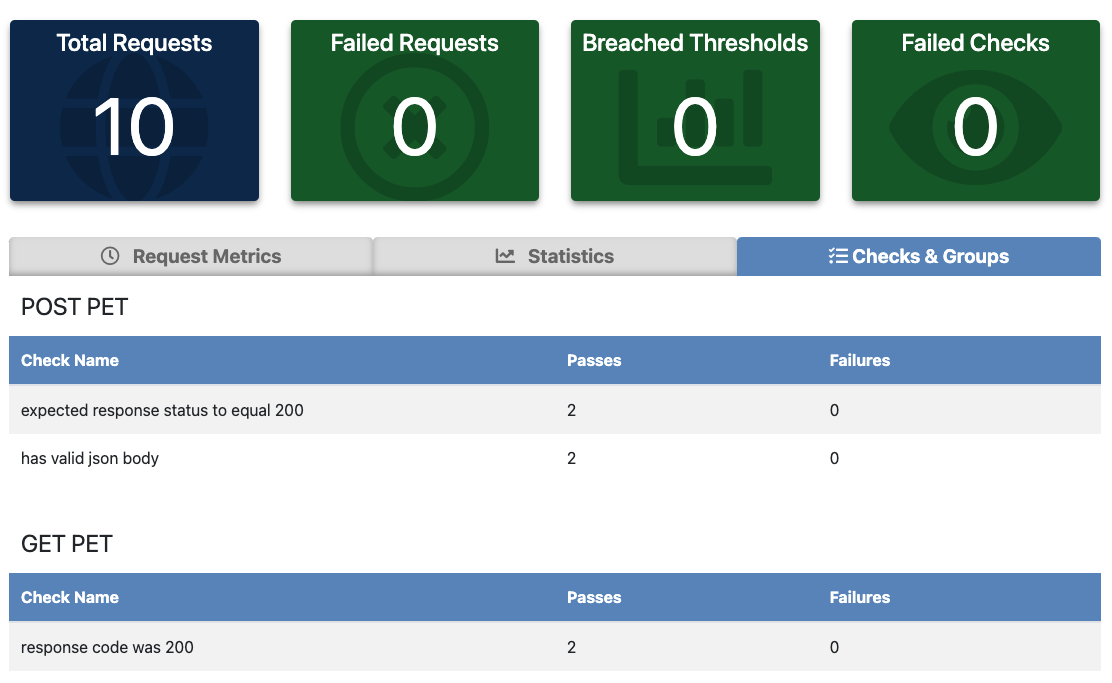 Total Requests
10
Failed Requests
0
Breached Thresholds
0
Failed Checks
0
Request Metrics
Statistics
Checks & Groups
POST PET
Check Name Passes Failures
expected response status to equal 200 2 0
has valid json body 2 0
GET PET
Check Name Passes Failures
response code was 200 2 0